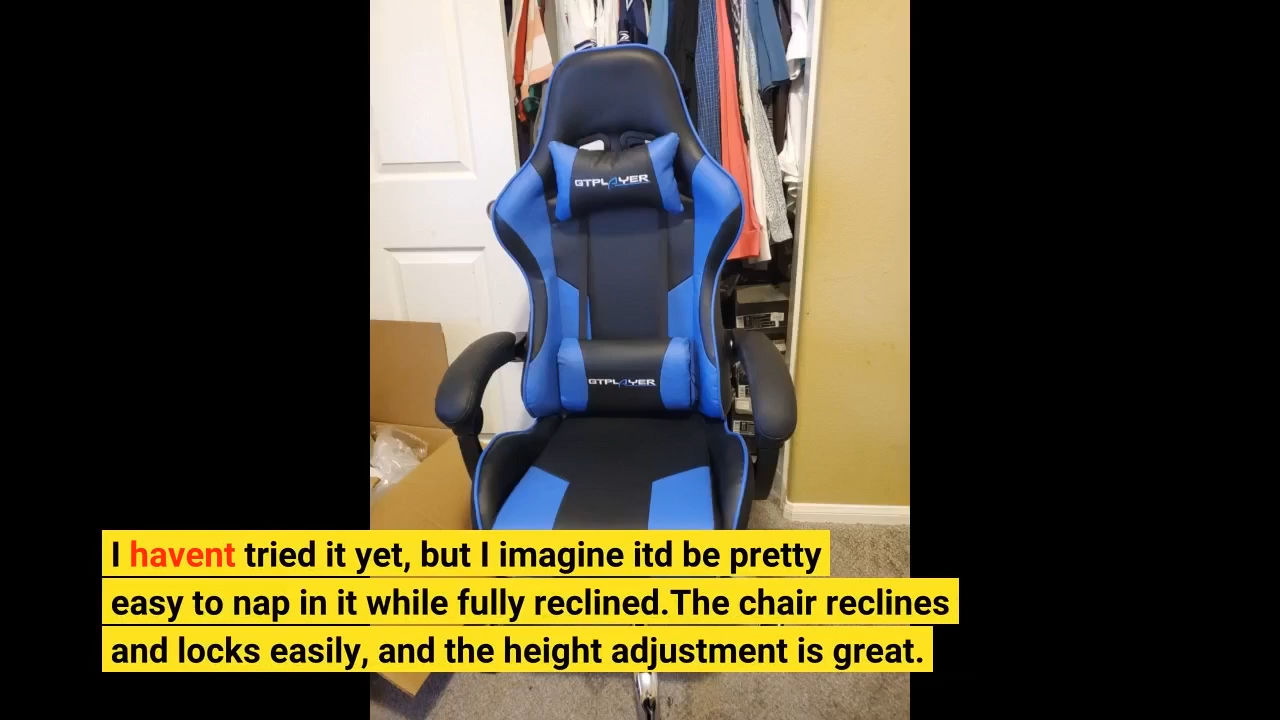 GTPLAYER
GTPLAYER
I havent tried it yet, but I imagine itd be pretty
easy to nap in it while fully reclined.The chair reclines
and locks easily, and the height adjustment is great.